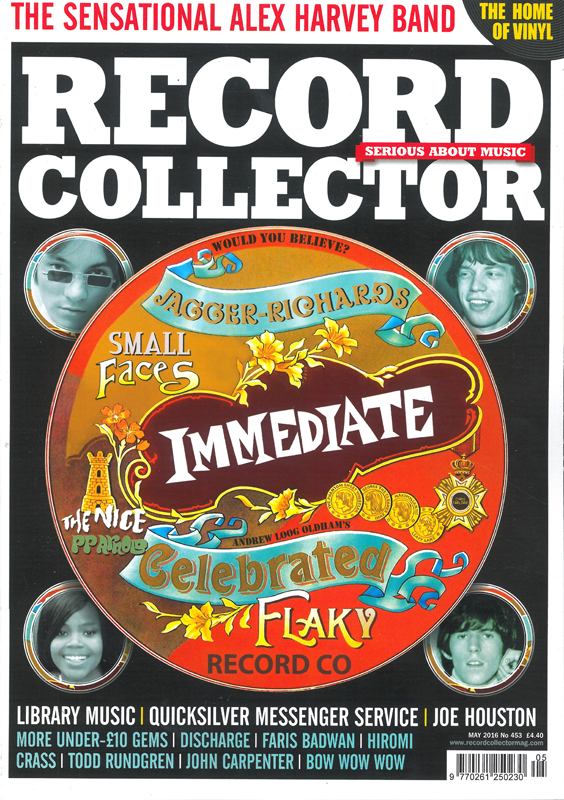 THE SENSATIONAL ALEX HARVEY BAND
THE HOME
OF VINYL
RECORD
SERIOUS ABOUT MUSIC
COLLECTOR
WOULD YOU BELIEVE?
JAGGER-RICHARDS
SMALL
FACES
IMMEDIATE
THE NICE
PP ARNOLD
ANDREW LOOG OLDHAM'S
Celebrated
FLAKY
RECORD CO
LIBRARY MUSIC | QUICKSILVER MESSENGER SERVICE | JOE HOUSTON
MORE UNDER-£10 GEMS | DISCHARGE | FARIS BADWAN | HIROMI
CRASS | TODD RUNDGREN | JOHN CARPENTER | BOW WOW WOW
MAY 2016 No 453 £4.40
www.recordcollectormag.com
05
9 770261 250230